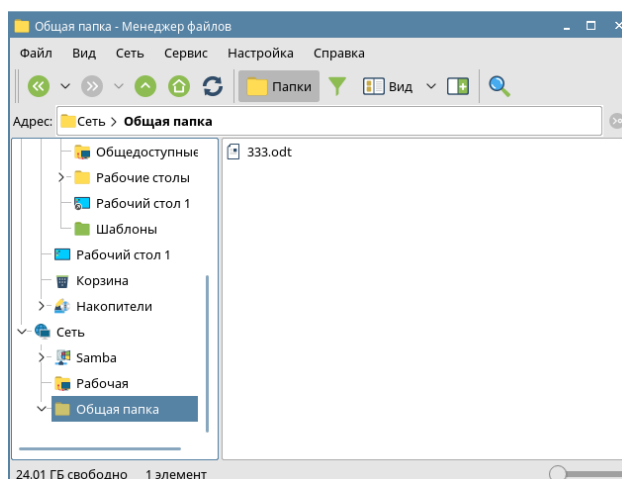 Общая папка - Менеджер файлов
Файл Вид Сеть Сервис Настройка Справка
Папки Вид
Адрес: Сеть > Общая папка
Общедоступные
Рабочие столы
Рабочий стол 1
Шаблоны
Рабочий стол 1
Корзина
Накопители
Сеть
Samba
Рабочая
Общая папка
333.odt
24.01 ГБ свободно 1 элемент